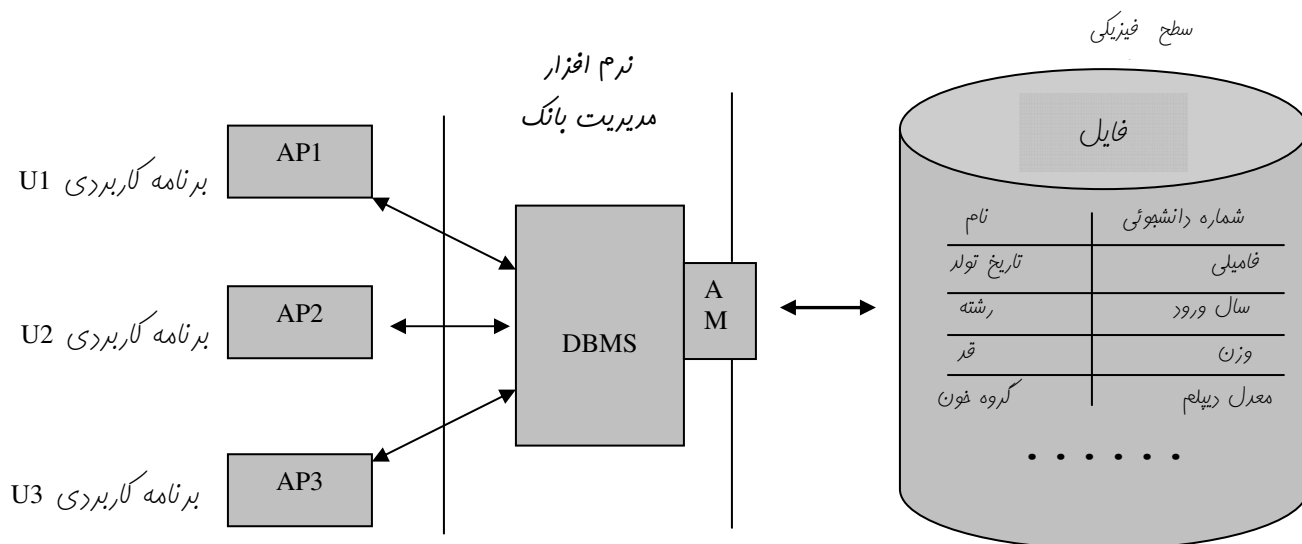 سطح فیزیکی
نرم افزار
مدیریت بانک
فایل
AP1
برنامه کاربردی U1
AP2
برنامه کاربردی U2
AP3
برنامه کاربردی U3
DBMS
A
M
شماره دانشجوئی نام
فامیلی تاریخ تولد
سال ورود رشته
وزن قد
معدل دیپلم گروه خون
. . . . . .